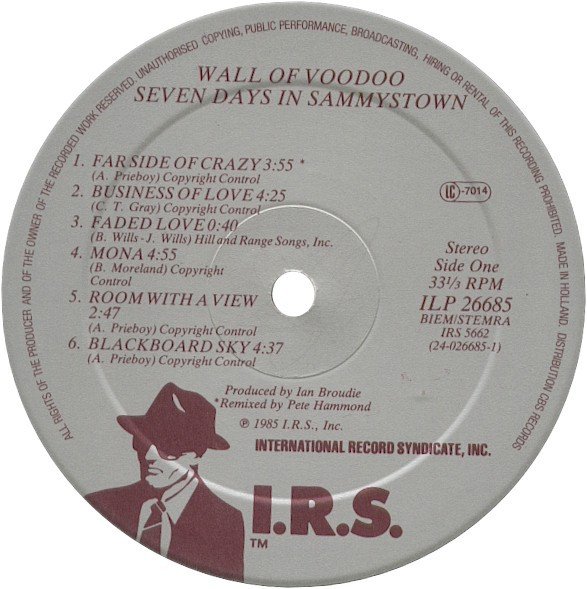 ALL RIGHTS OF THE PRODUCER AND OF THE OWNER OF THE RECORDED WORK RESERVED. UNAUTHORISED COPYING, PUBLIC PERFORMANCE, BROADCASTING, HIRING OR RENTAL OF THIS RECORDING PROHIBITED. MADE IN HOLLAND. DISTRIBUTION CBS RECORDS
WALL OF VOODOO
SEVEN DAYS IN SAMMYSTOWN
1. FAR SIDE OF CRAZY 3:55 *
(A. Prieboy) Copyright Control
2. BUSINESS OF LOVE 4:25
(C. T. Gray) Copyright Control
3. FADED LOVE 0:40
(B. Wills - J. Wills) Hill and Range Songs, Inc.
4. MONA 4:55
(B. Moreland) Copyright
Control
5. ROOM WITH A VIEW
2:47
(A. Prieboy) Copyright Control
6. BLACKBOARD SKY 4:37
(A. Prieboy) Copyright Control
IC -7014
Stereo
Side One
33⅓ RPM
ILP 26685
BIEM/STEMRA
IRS 5662
(24-026685-1)
Produced by Ian Broudie
*Remixed by Pete Hammond
℗ 1985 I.R.S., Inc.
INTERNATIONAL RECORD SYNDICATE, INC.
I.R.S.
TM